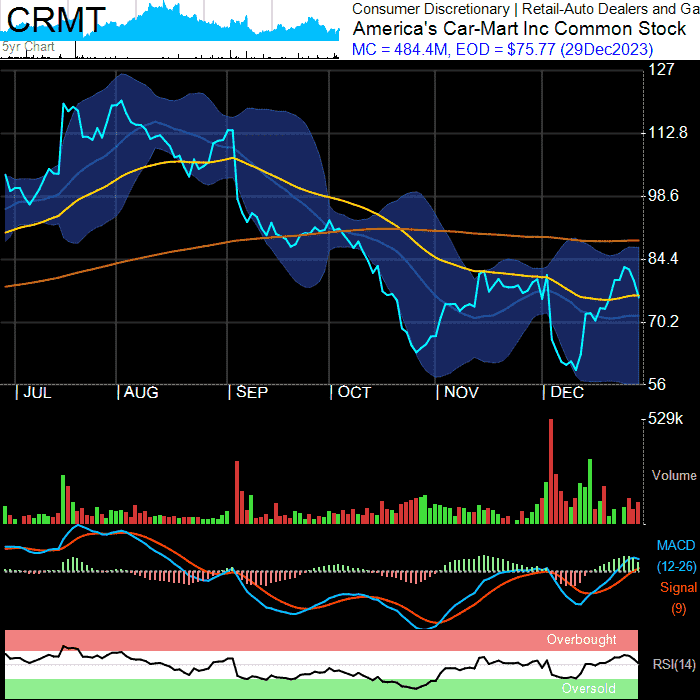 CRMT
5yr Chart
Consumer Discretionary | Retail-Auto Dealers and Ga
America's Car-Mart Inc Common Stock
MC = 484.4M, EOD = $75.77 (29Dec2023)
127
112.8
98.6
84.4
70.2
56
JUL AUG SEP OCT NOV DEC
529k
Volume
MACD
(12-26)
Signal
(9)
Overbought
RSI(14)
Oversold